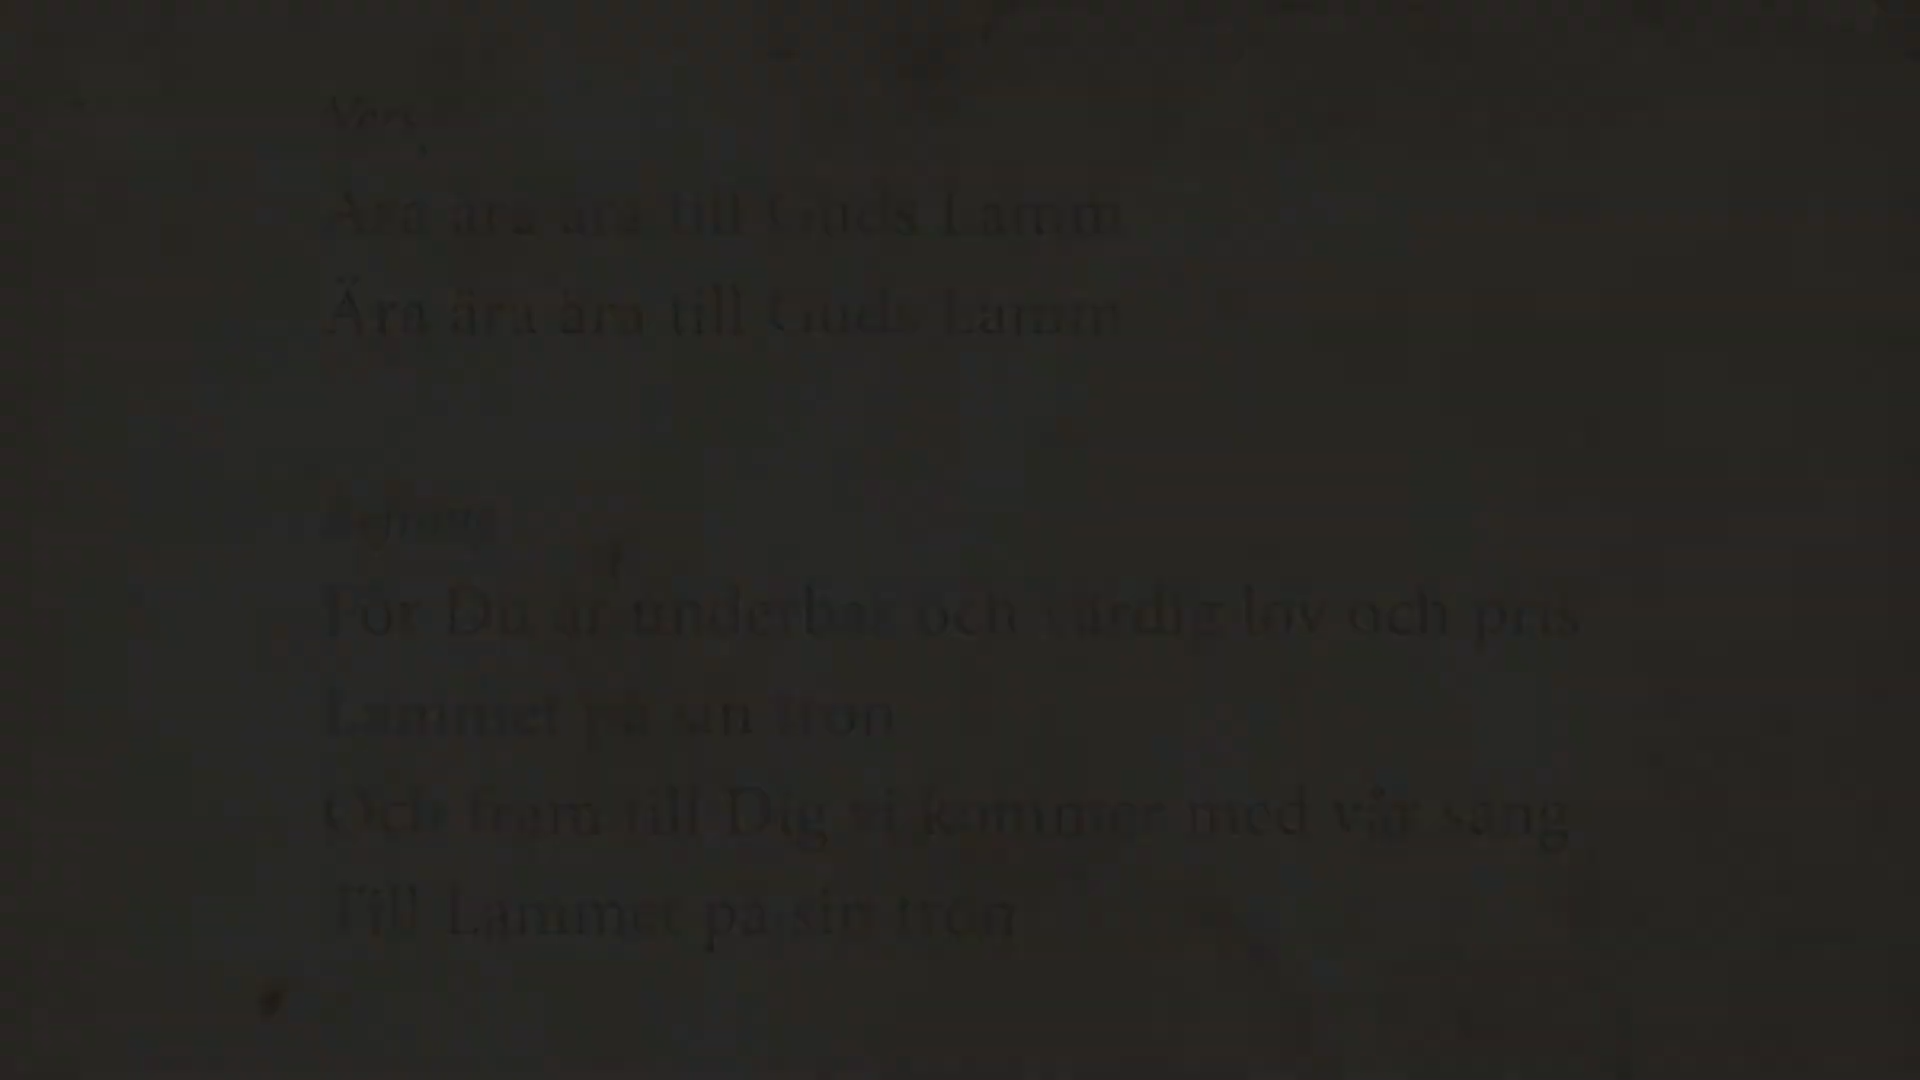 Vers
Ära ära ära till Guds Lamm
Ära ära ära till Guds Lamm
Refräng
För Du är underbar och värdig lov och pris
Lammet på sin tron
Och fram till Dig vi kommer med vår sång
Till Lammet på sin tron